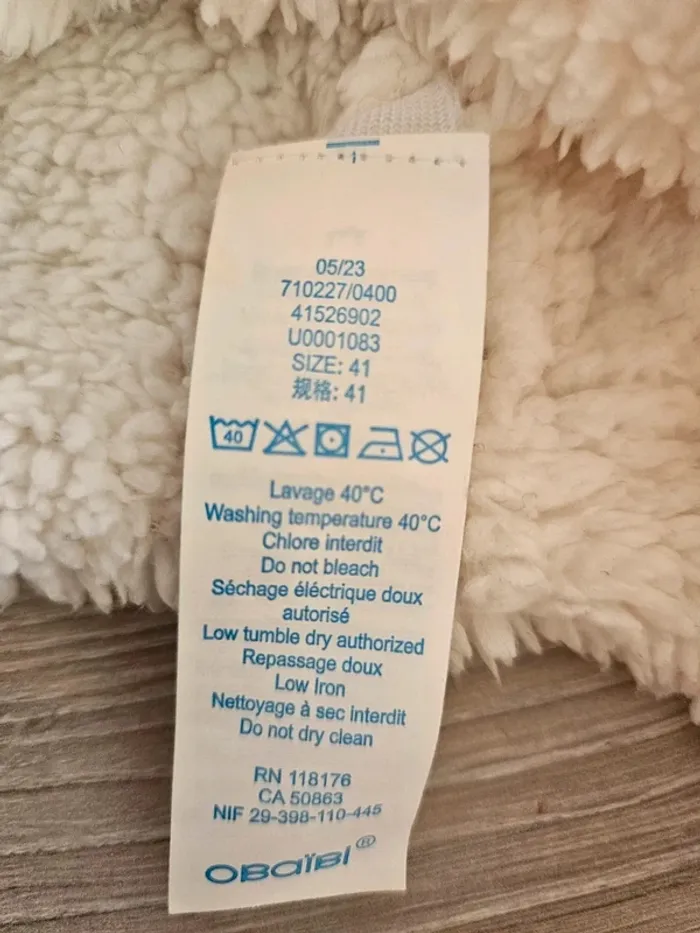 05/23
710227/0400
41526902
U0001083
SIZE: 41
规格: 41
40
Lavage 40°C
Washing temperature 40°C
Chlore interdit
Do not bleach
Séchage éléctrique doux
autorisé
Low tumble dry authorized
Repassage doux
Low Iron
Nettoyage à sec interdit
Do not dry clean
RN 118176
CA 50863
NIF 29-398-110-445
OBaïBI®